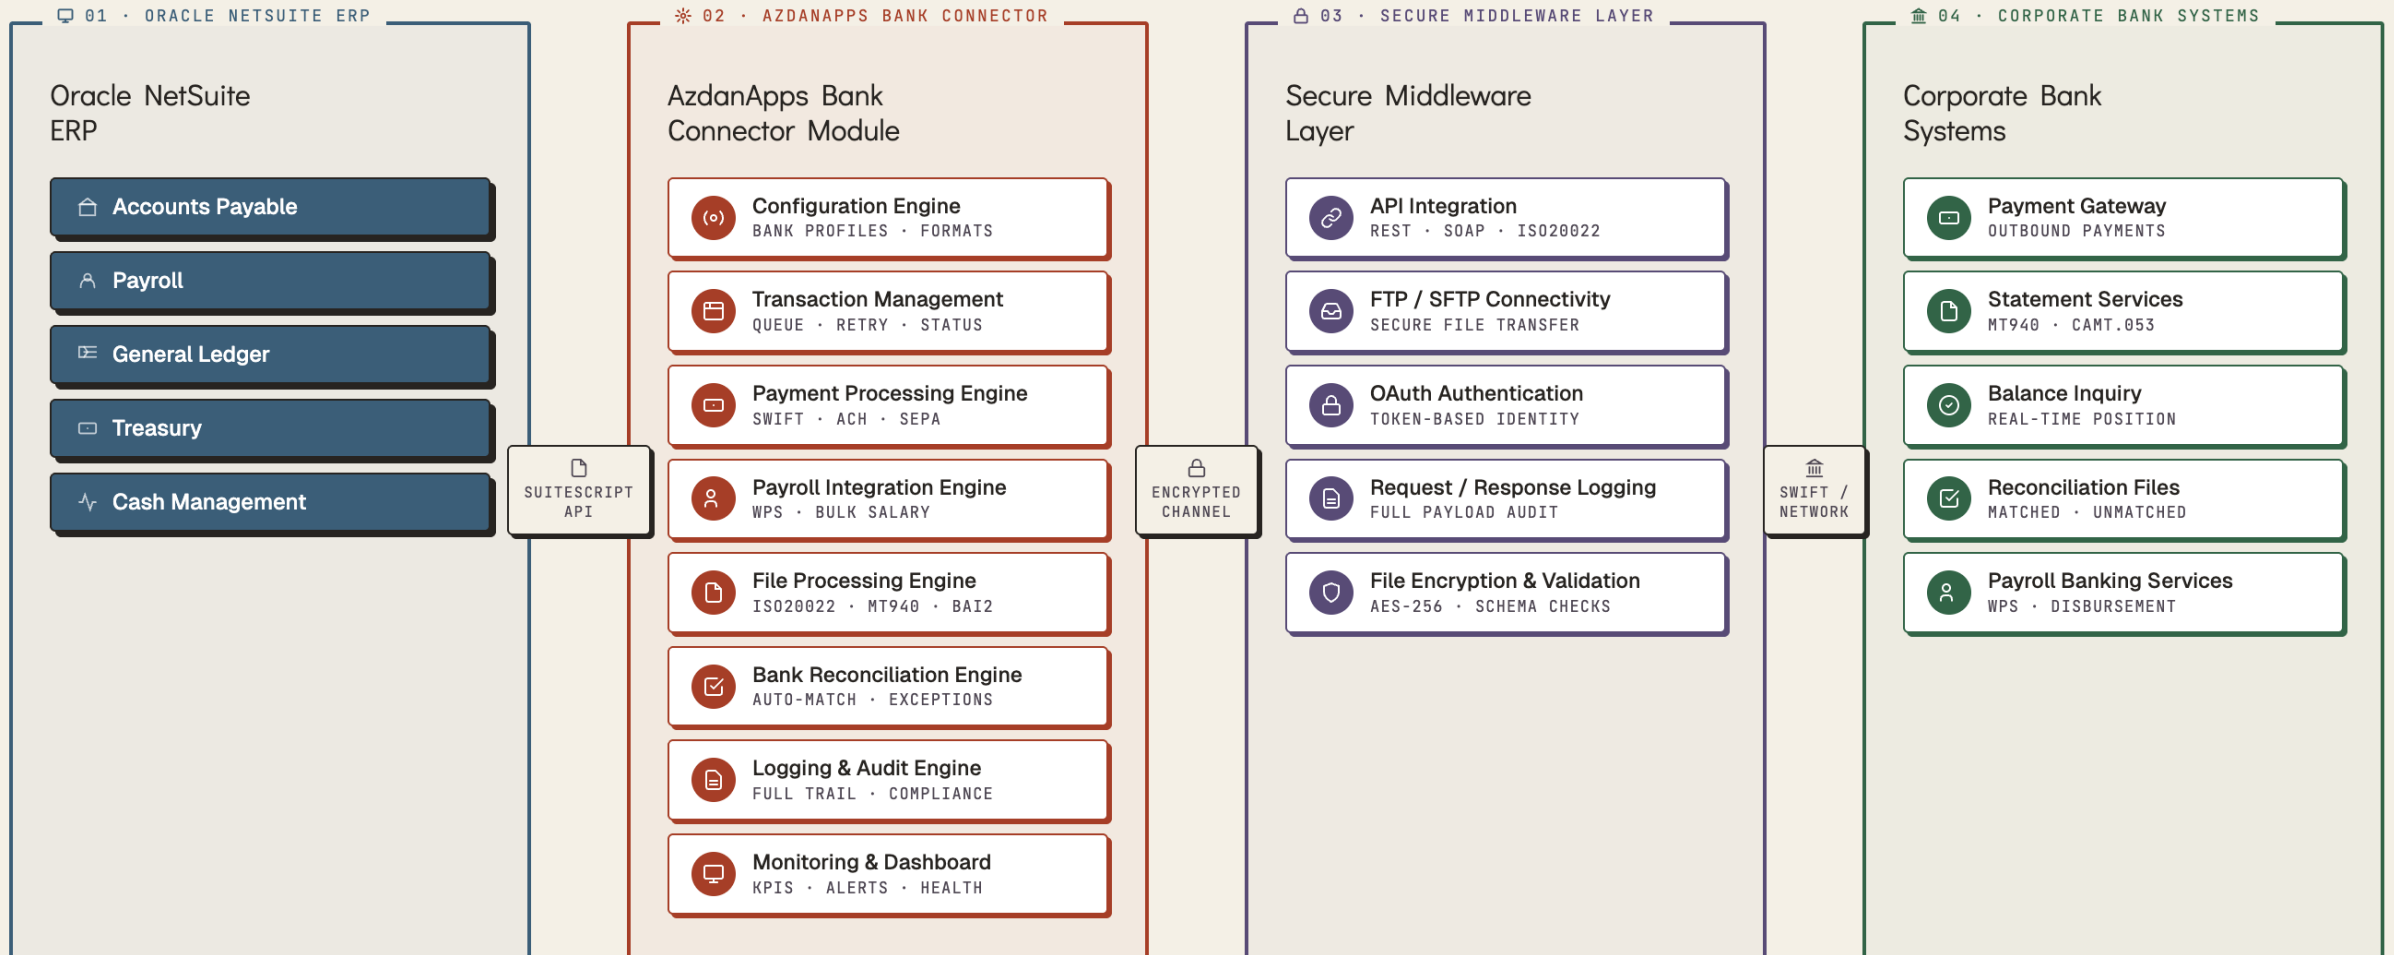 01 · ORACLE NETSUITE ERP
Oracle NetSuite
ERP
Accounts Payable
Payroll
General Ledger
Treasury
Cash Management
SUITESCRIPT
API
02 · AZDANAPPS BANK CONNECTOR
AzdanApps Bank
Connector Module
Configuration Engine
BANK PROFILES · FORMATS
Transaction Management
QUEUE · RETRY · STATUS
Payment Processing Engine
SWIFT · ACH · SEPA
Payroll Integration Engine
WPS · BULK SALARY
File Processing Engine
ISO20022 · MT940 · BAI2
Bank Reconciliation Engine
AUTO-MATCH · EXCEPTIONS
Logging & Audit Engine
FULL TRAIL · COMPLIANCE
Monitoring & Dashboard
KPIS · ALERTS · HEALTH
ENCRYPTED
CHANNEL
03 · SECURE MIDDLEWARE LAYER
Secure Middleware
Layer
API Integration
REST · SOAP · ISO20022
FTP / SFTP Connectivity
SECURE FILE TRANSFER
OAuth Authentication
TOKEN-BASED IDENTITY
Request / Response Logging
FULL PAYLOAD AUDIT
File Encryption & Validation
AES-256 · SCHEMA CHECKS
SWIFT /
NETWORK
04 · CORPORATE BANK SYSTEMS
Corporate Bank
Systems
Payment Gateway
OUTBOUND PAYMENTS
Statement Services
MT940 · CAMT.053
Balance Inquiry
REAL-TIME POSITION
Reconciliation Files
MATCHED · UNMATCHED
Payroll Banking Services
WPS · DISBURSEMENT